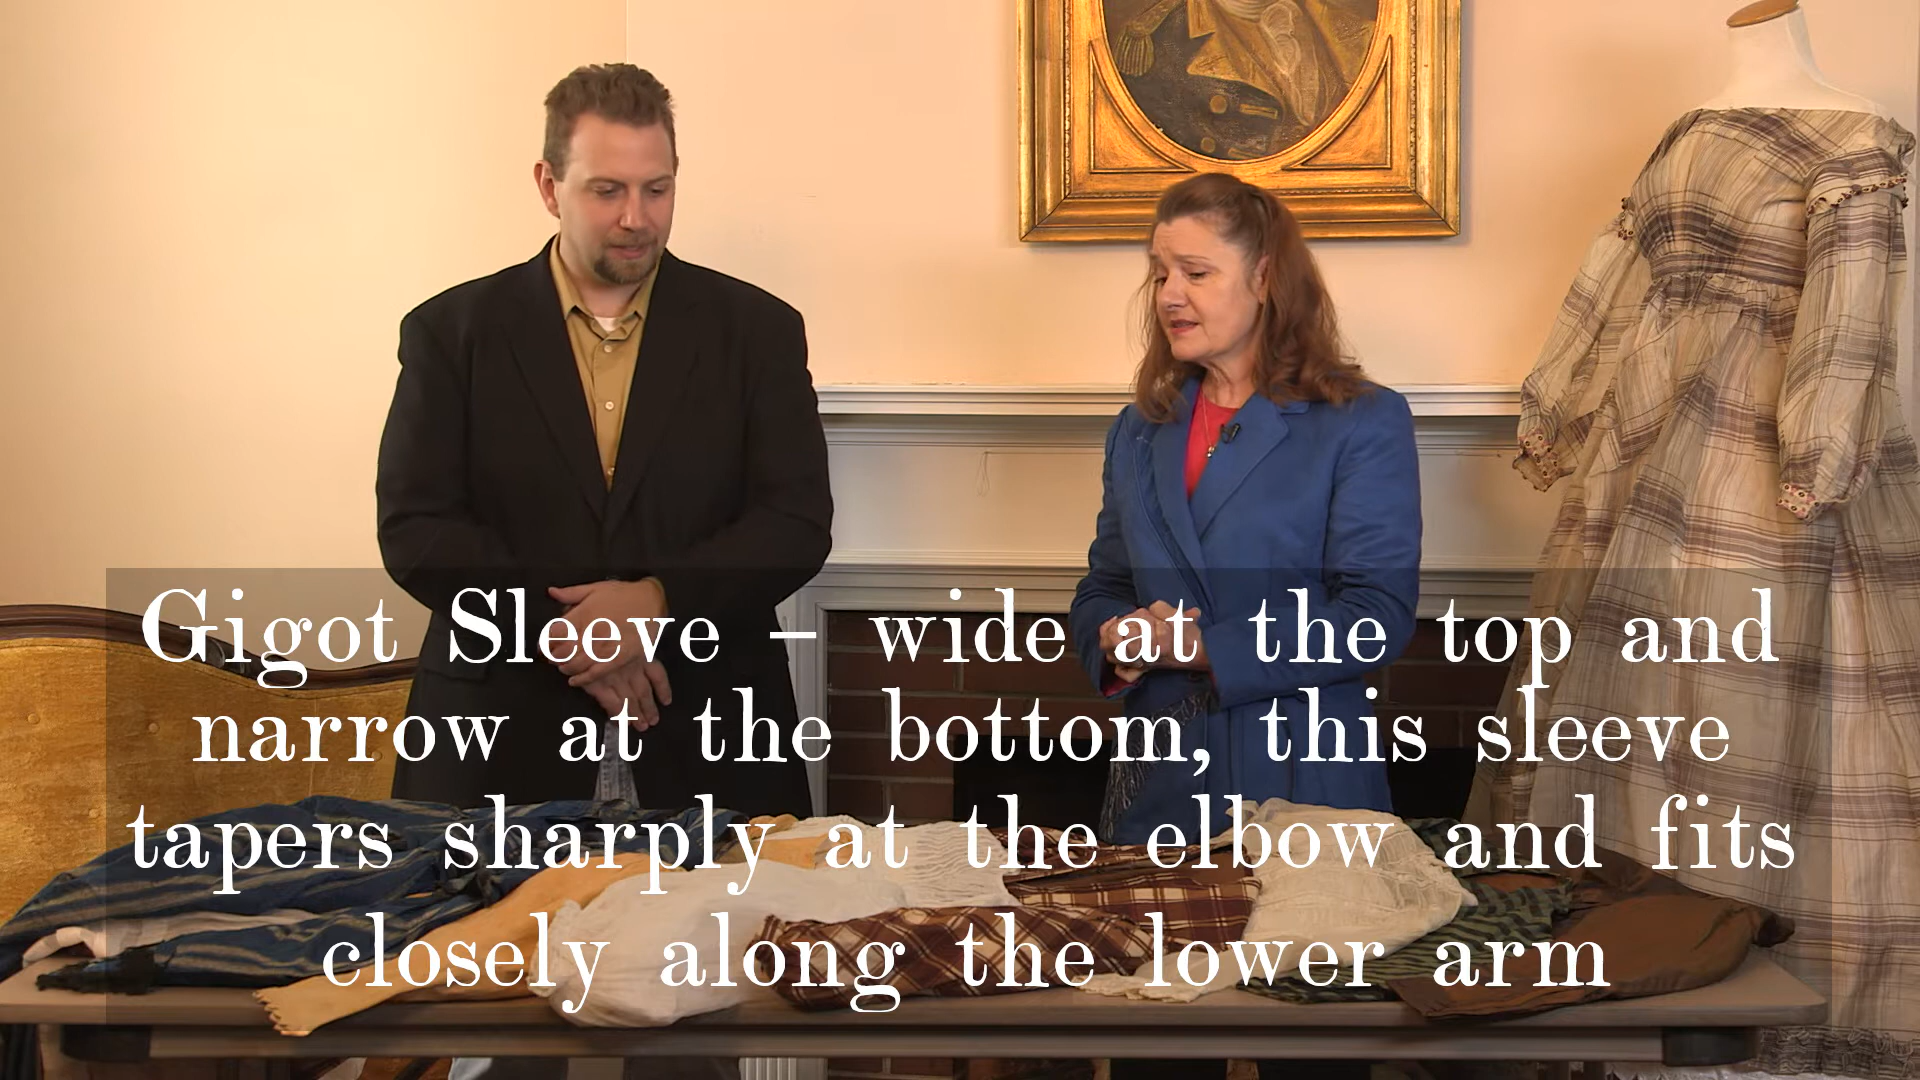 Gigot Sleeve – wide at the top and
narrow at the bottom, this sleeve
tapers sharply at the elbow and fits
closely along the lower arm